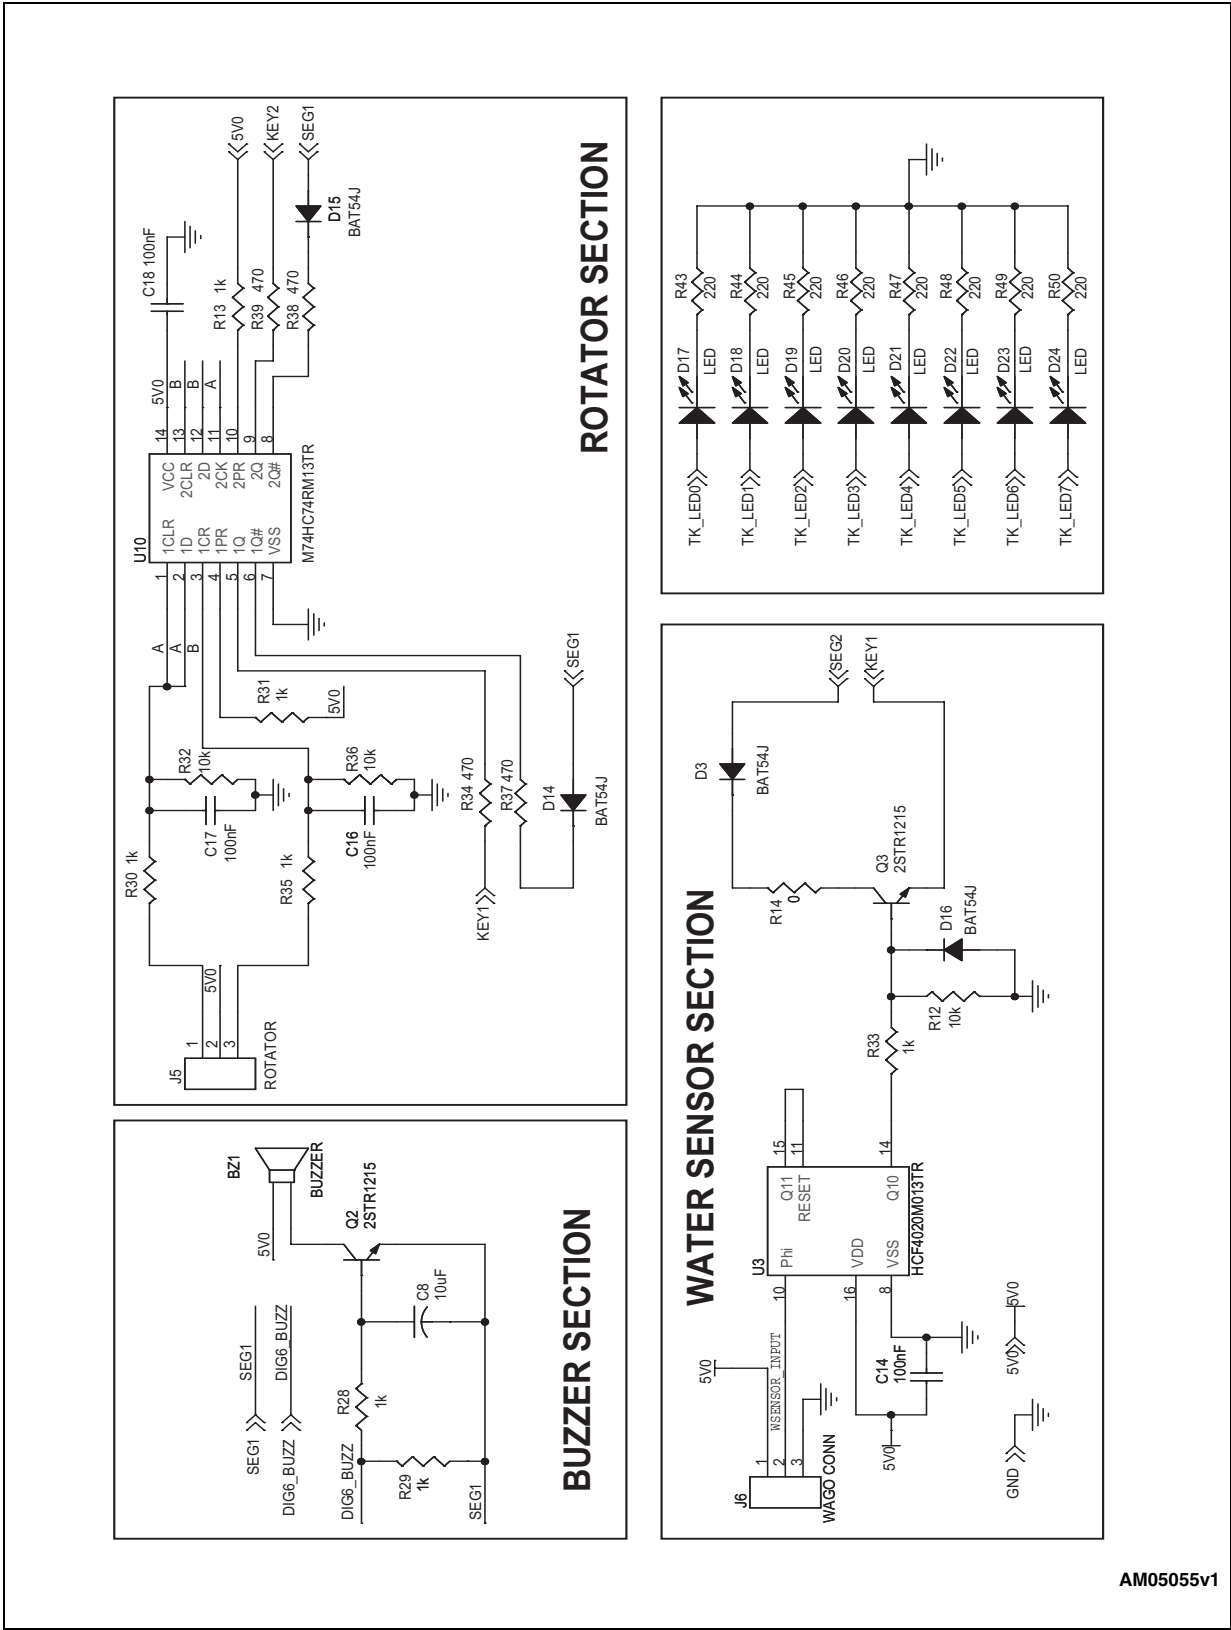 BUZZER SECTION
SEG1
SEG1
DIG6_BUZZ
DIG6_BUZZ
5V0
BZ1
BUZZER
Q2
2STR1215
DIG6_BUZZ
R28
1k
R29
1k
C8
10uF
SEG1
ROTATOR SECTION
J5
ROTATOR
1
2
3
5V0
R30 1k
C17
100nF
R32
10k
R35 1k
C16
100nF
R36
10k
R31
1k
5V0
KEY1
R34 470
R37 470
D14
BAT54J
SEG1
A
A
B
1
2
3
4
5
6
7
U10
1CLR
1D
1CR
1PR
1Q
1Q#
VSS
VCC
2CLR
2D
2CK
2PR
2Q
2Q#
M74HC74RM13TR
14
13
12
11
10
9
8
5V0
B
B
A
C18 100nF
R13 1k
R39 470
R38 470
D15
BAT54J
5V0
KEY2
SEG1
WATER SENSOR SECTION
J6
WAGO CONN
1
2
3
5V0
WSENSOR_INPUT
10
16
8
U3
Phi
VDD
VSS
Q11
RESET
Q10
HCF4020M013TR
15
11
14
5V0
C14
100nF
GND
5V0
5V0
R33
1k
R12
10k
D16
BAT54J
Q3
2STR1215
R14
0
D3
BAT54J
SEG2
KEY1
TK_LED0
D17
LED
R43
220
TK_LED1
D18
LED
R44
220
TK_LED2
D19
LED
R45
220
TK_LED3
D20
LED
R46
220
TK_LED4
D21
LED
R47
220
TK_LED5
D22
LED
R48
220
TK_LED6
D23
LED
R49
220
TK_LED7
D24
LED
R50
220
AM05055v1